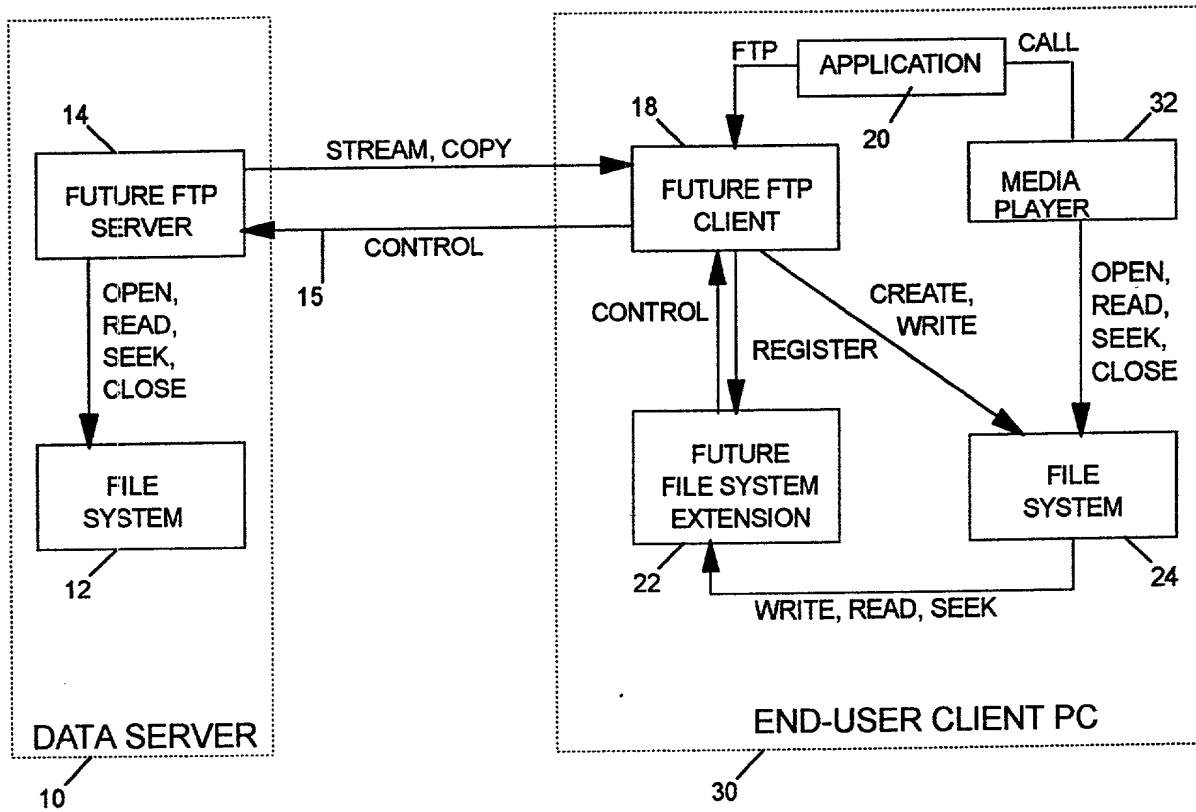 14
FUTURE FTP
SERVER
OPEN,
READ,
SEEK,
CLOSE
FILE
SYSTEM
12
DATA SERVER
10
STREAM, COPY
CONTROL
15
FTP
APPLICATION
20
CALL
18
FUTURE FTP
CLIENT
32
MEDIA
PLAYER
CONTROL
REGISTER
CREATE,
WRITE
OPEN,
READ,
SEEK,
CLOSE
FUTURE
FILE SYSTEM
EXTENSION
22
FILE
SYSTEM
24
WRITE, READ, SEEK
END-USER CLIENT PC
30